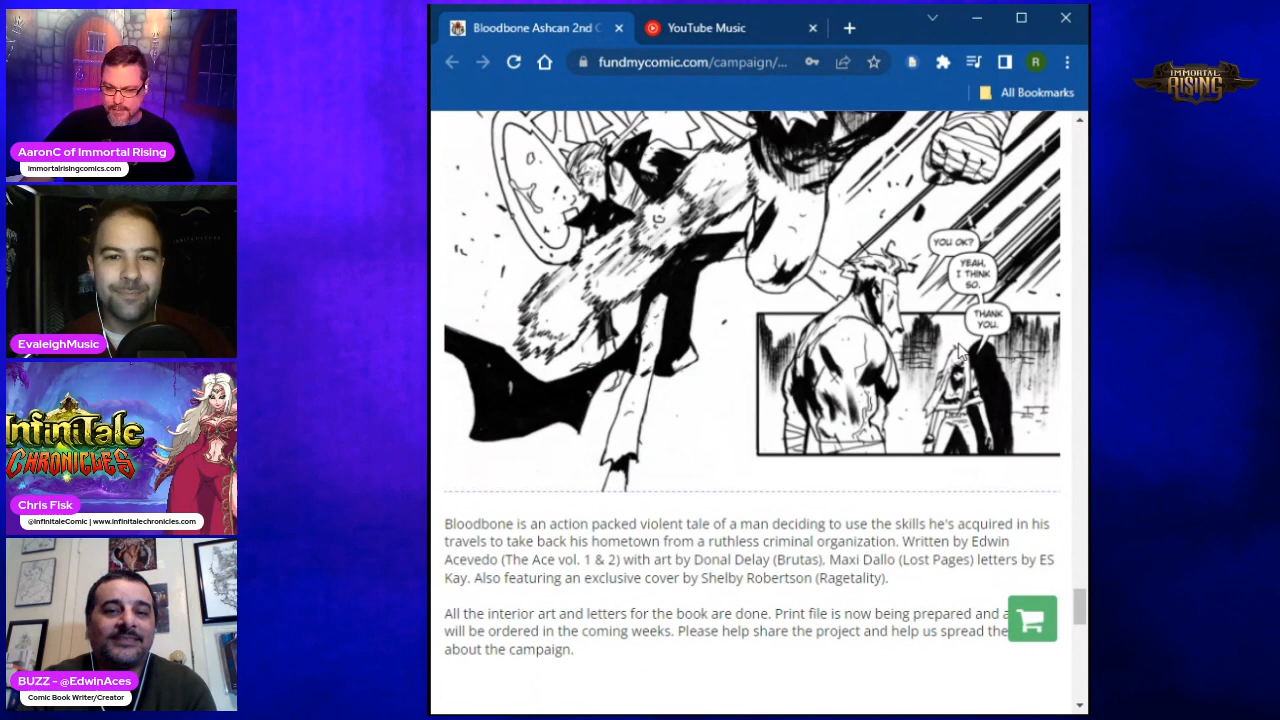 AaronC of Immortal Rising
immortalrisingcomics.com
EvaleighMusic
INFINITALE
CHRONICLES
Chris Fisk
@InfinitaleComic | www.infinitalechronicles.com
BUZZ - @EdwinAces
Comic Book Writer/Creator
Bloodbone Ashcan 2nd
YouTube Music
fundmycomic.com/campaign/...
R
All Bookmarks
YOU OK?
YEAH,
I THINK
SO.
THANK
YOU.
Bloodbone is an action packed violent tale of a man deciding to use the skills he's acquired in his
travels to take back his hometown from a ruthless criminal organization. Written by Edwin
Acevedo (The Ace vol. 1 & 2) with art by Donal Delay (Brutas), Maxi Dallo (Lost Pages) letters by ES
Kay. Also featuring an exclusive cover by Shelby Robertson (Ragetality).
All the interior art and letters for the book are done. Print file is now being prepared and
will be ordered in the coming weeks. Please help share the project and help us spread the
about the campaign.
IMMORTAL
RISING